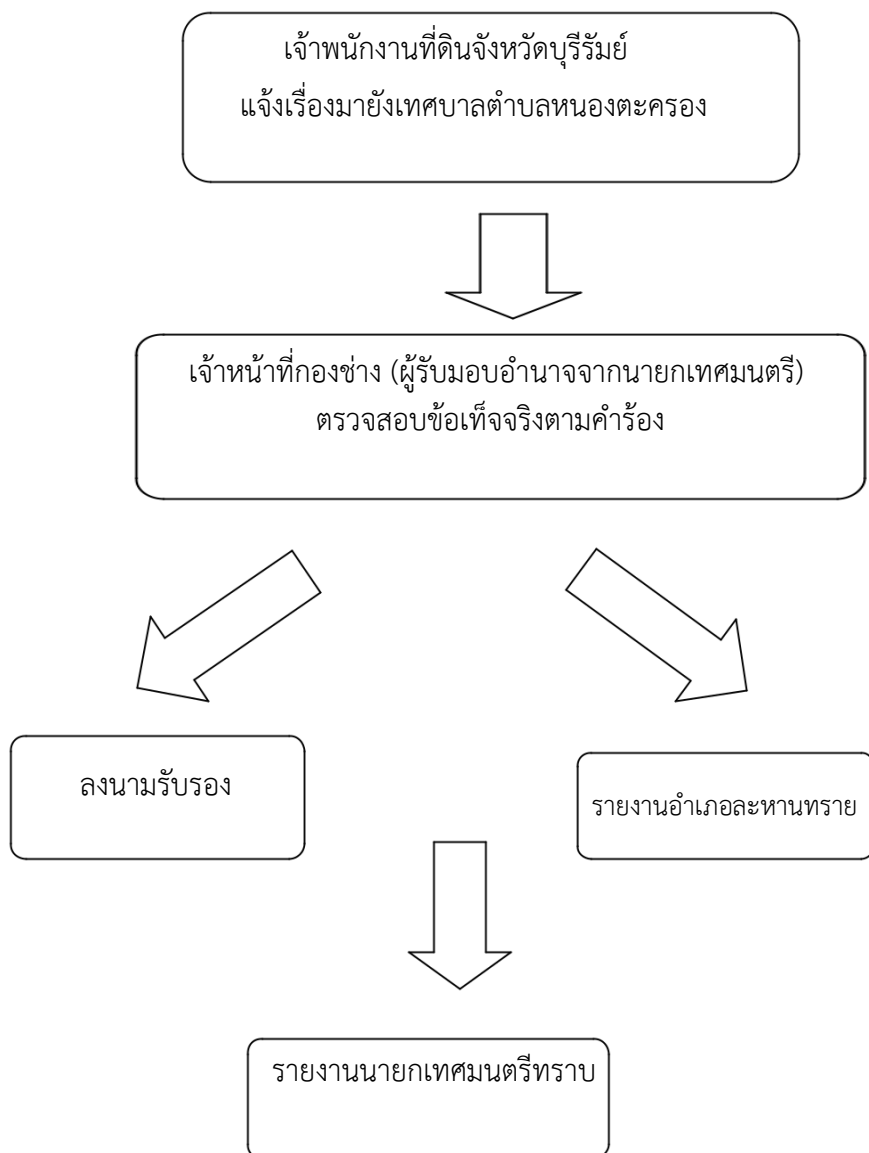 เจ้าพนักงานที่ดินจังหวัดบุรีรัมย์
แจ้งเรื่องมายังเทศบาลตำบลหนองตะครอง
เจ้าหน้าที่กองช่าง (ผู้รับมอบอำนาจจากนายกเทศมนตรี)
ตรวจสอบข้อเท็จจริงตามคำร้อง
ลงนามรับรอง
รายงานอำเภอละหานทราย
รายงานนายกเทศมนตรีทราบ